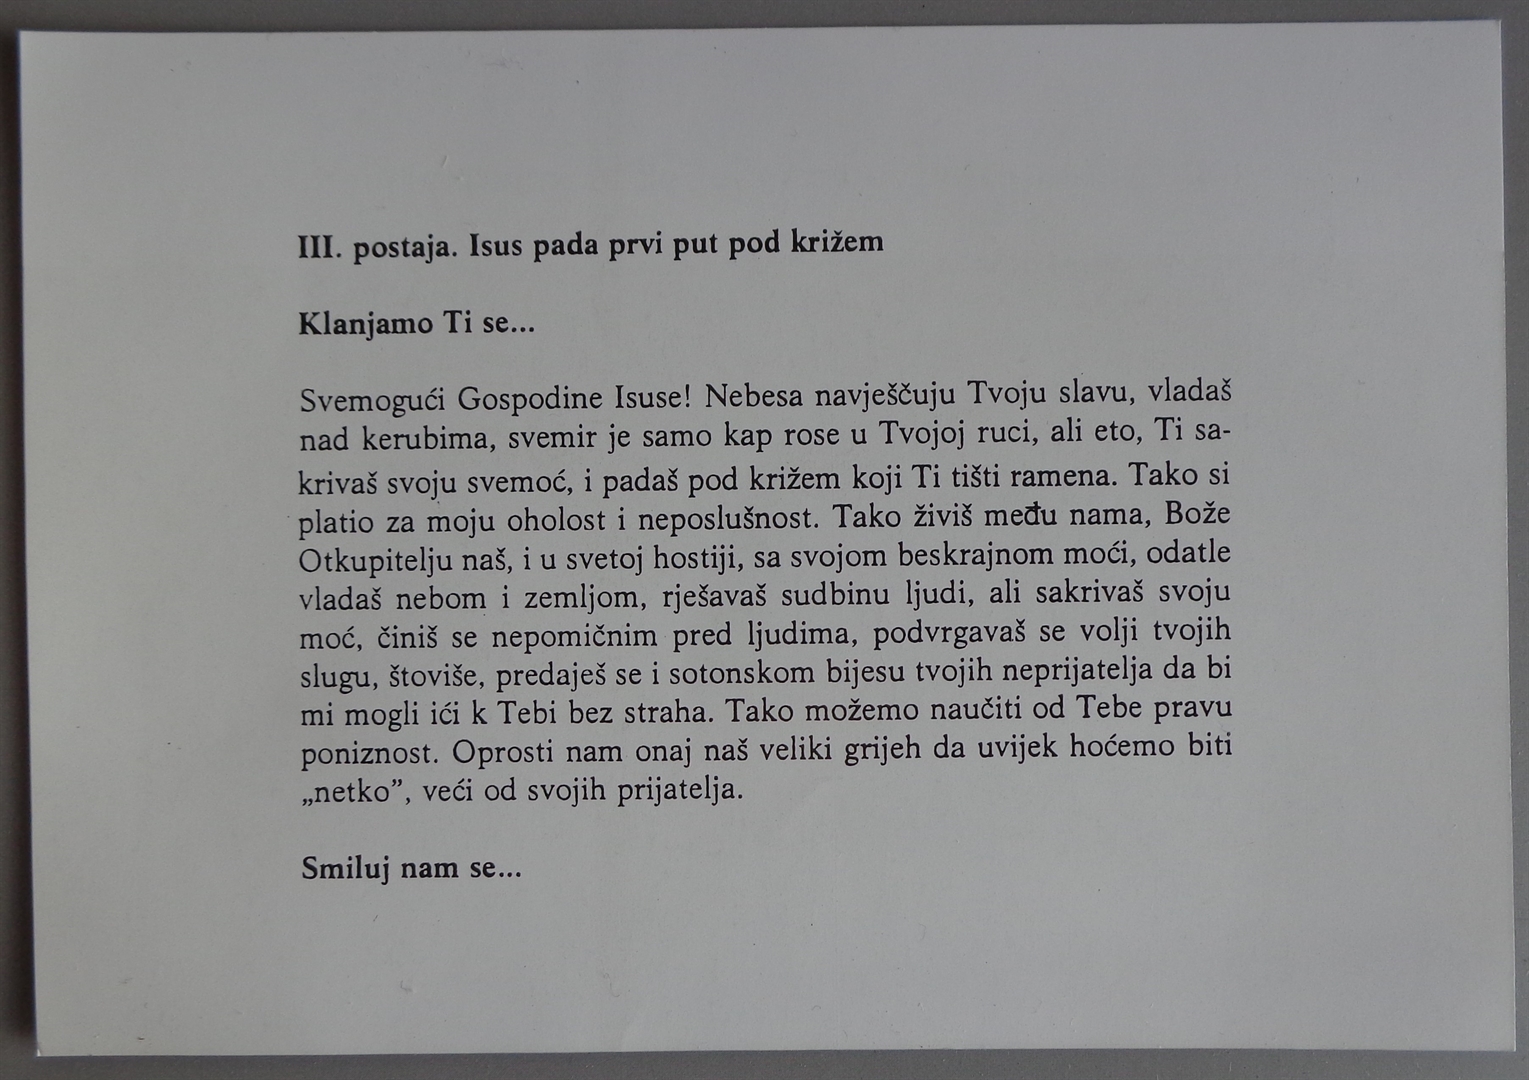 III. postaja. Isus pada prvi put pod križem
Klanjamo Ti se...
Svemogući Gospodine Isuse! Nebesa navješčuju Tvoju slavu, vladaš
nad kerubima, svemir je samo kap rose u Tvojoj ruci, ali eto, Ti sa-
krivaš svoju svemoć, i padaš pod križem koji Ti tišti ramena. Tako si
platio za moju oholost i neposlušnost. Tako živiš među nama, Bože
Otkupitelju naš, i u svetoj hostiji, sa svojom beskrajnom moći, odatle
vladaš nebom i zemljom, rješavaš sudbinu ljudi, ali sakrivaš svoju
moć, činiš se nepomičnim pred ljudima, podvrgavaš se volji tvojih
slugu, štoviše, predaješ se i sotonskom bijesu tvojih neprijatelja da bi
mi mogli ići k Tebi bez straha. Tako možemo naučiti od Tebe pravu
poniznost. Oprosti nam onaj naš veliki grijeh da uvijek hoćemo biti
„netko”, veći od svojih prijatelja.
Smiluj nam se...